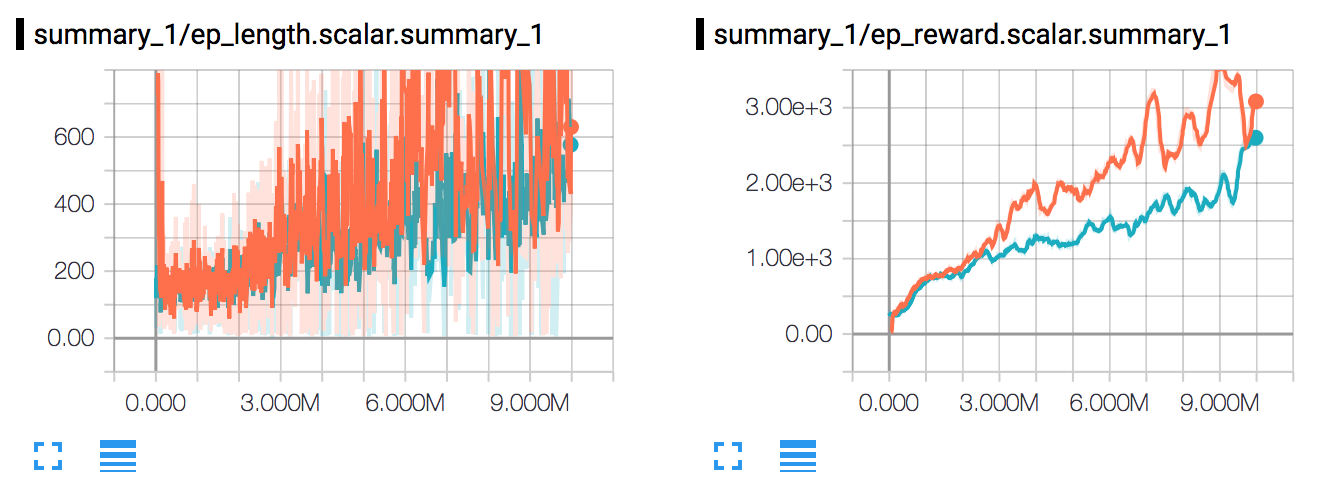 summary_1/ep_length.scalar.summary_1
600
400
200
0.00
0.000 3.000M 6.000M 9.000M
summary_1/ep_reward.scalar.summary_1
3.00e+3
2.00e+3
1.00e+3
0.00
0.000 3.000M 6.000M 9.000M